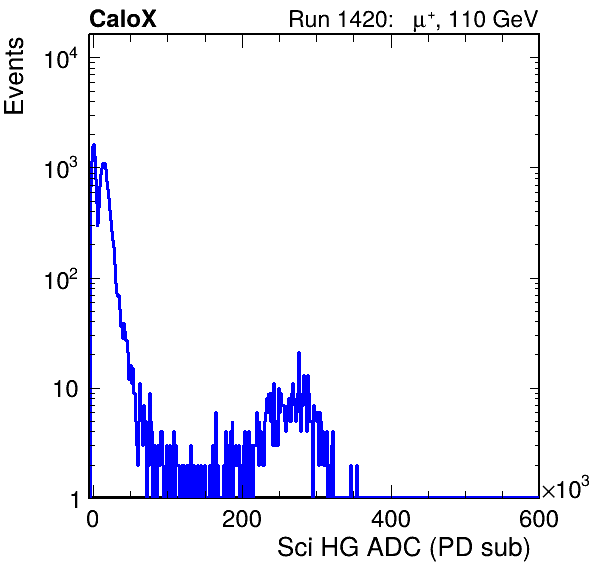 CaloX Run 1420: μ⁺, 110 GeV
Events
10⁴
10³
10²
10
1
0 200 400 600
×10³
Sci HG ADC (PD sub)